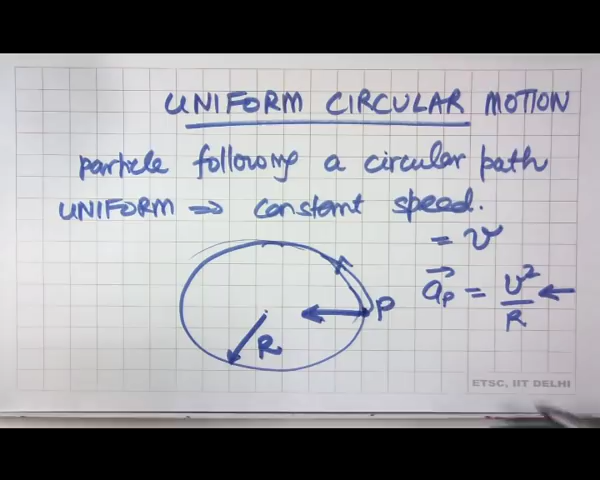 UNIFORM CIRCULAR MOTION
particle following a circular path
UNIFORM ⇒ constant speed.
= v
a⃗p = v²/R ←
P
R
ETSC, IIT DELHI